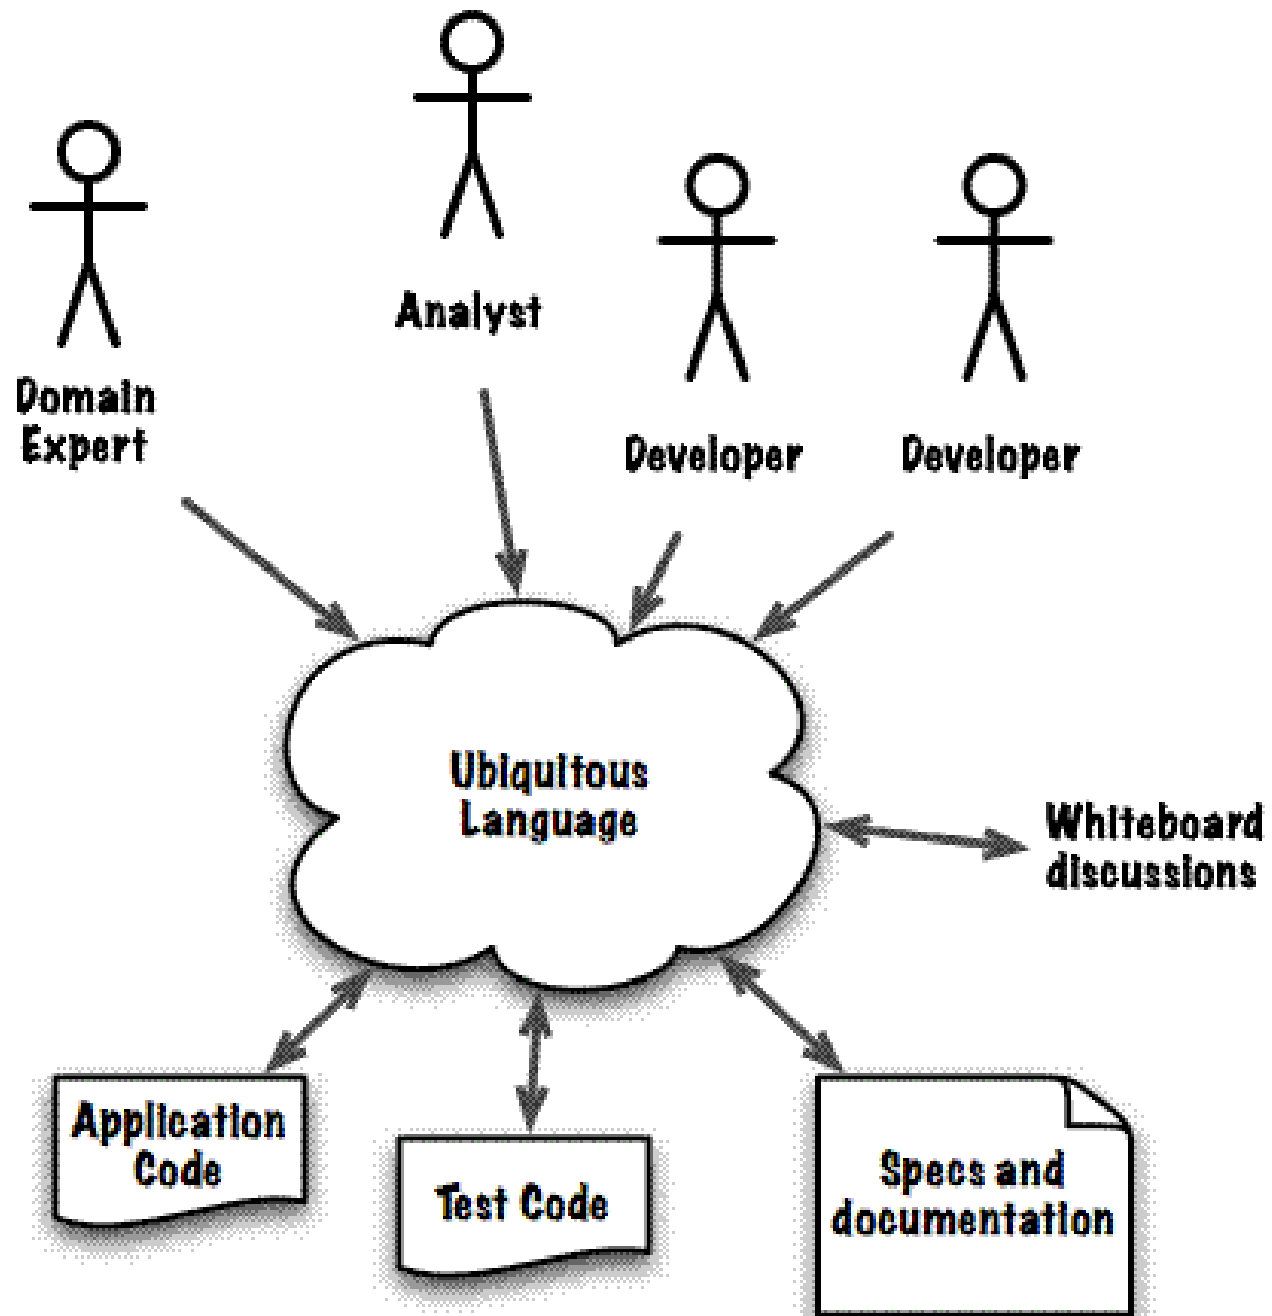 Analyst
Domain
Expert
Developer
Developer
Ubiquitous
Language
Whiteboard
discussions
Application
Code
Test Code
Specs and
documentation